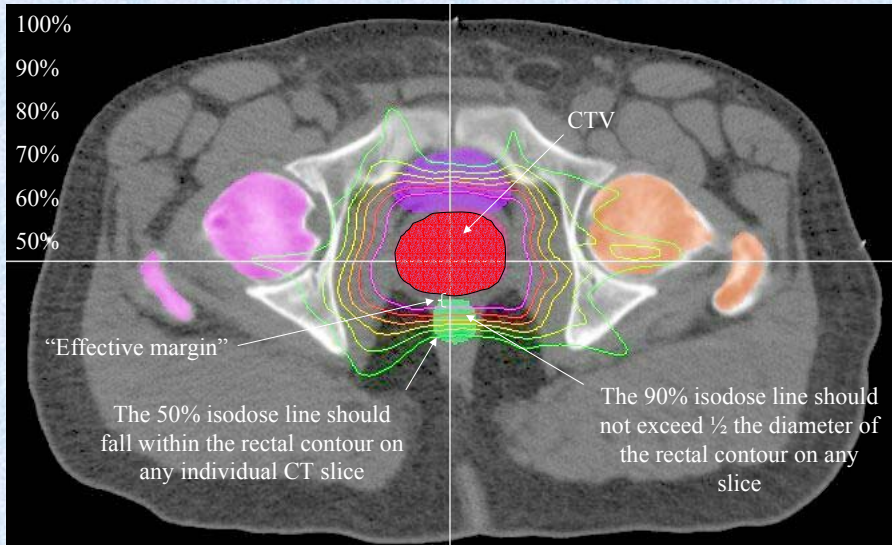 100%
90%
80%
70%
60%
50%
CTV
“Effective margin”
The 50% isodose line should
fall within the rectal contour on
any individual CT slice
The 90% isodose line should
not exceed ½ the diameter of
the rectal contour on any
slice